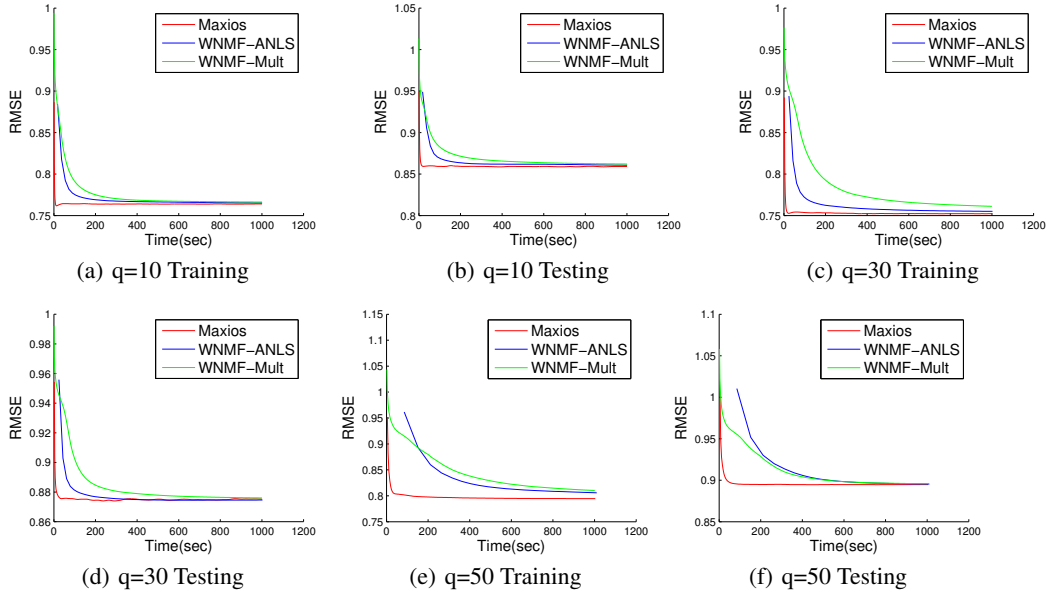 1
0.95
0.9
0.85
0.8
0.75
0 200 400 600 800 1000 1200
RMSE
Time(sec)
Maxios
WNMF−ANLS
WNMF−Mult
(a) q=10 Training
1.05
1
0.95
0.9
0.85
0.8
0 200 400 600 800 1000 1200
RMSE
Time(sec)
Maxios
WNMF−ANLS
WNMF−Mult
(b) q=10 Testing
1
0.95
0.9
0.85
0.8
0.75
0 200 400 600 800 1000 1200
RMSE
Time(sec)
Maxios
WNMF−ANLS
WNMF−Mult
(c) q=30 Training
1
0.98
0.96
0.94
0.92
0.9
0.88
0.86
0 200 400 600 800 1000 1200
RMSE
Time(sec)
Maxios
WNMF−ANLS
WNMF−Mult
(d) q=30 Testing
1.15
1.1
1.05
1
0.95
0.9
0.85
0.8
0.75
0 200 400 600 800 1000 1200
RMSE
Time(sec)
Maxios
WNMF−ANLS
WNMF−Mult
(e) q=50 Training
1.1
1.05
1
0.95
0.9
0.85
0 200 400 600 800 1000 1200
RMSE
Time(sec)
Maxios
WNMF−ANLS
WNMF−Mult
(f) q=50 Testing